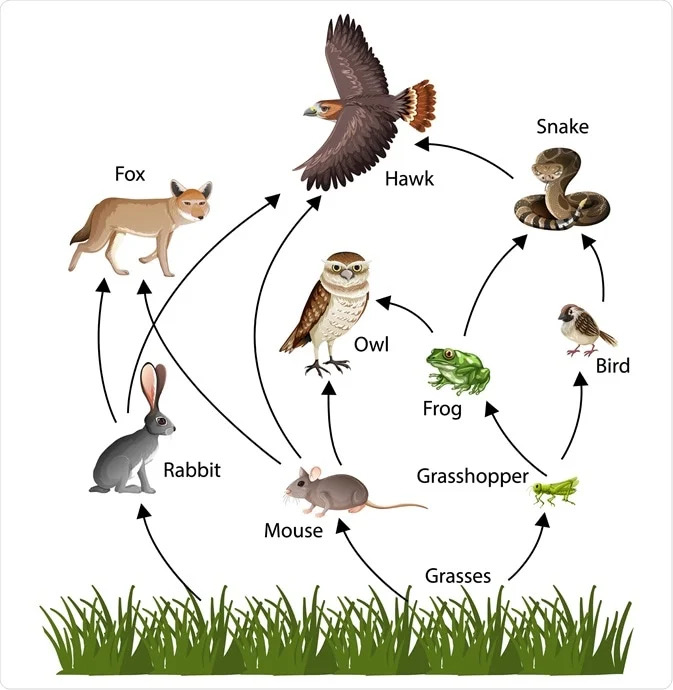 Snake
Fox
Hawk
Owl
Bird
Frog
Rabbit
Grasshopper
Mouse
Grasses